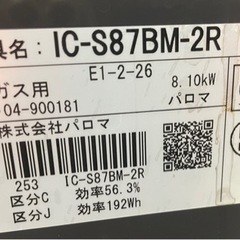 具名: IC-S87BM-2R
ガス用 E1-2-26 8.10kW
-04-900181 パロマ
株式会社パロマ
253 IC-S87BM-2R
区分C 効率56.3%
区分J 効率192Wh